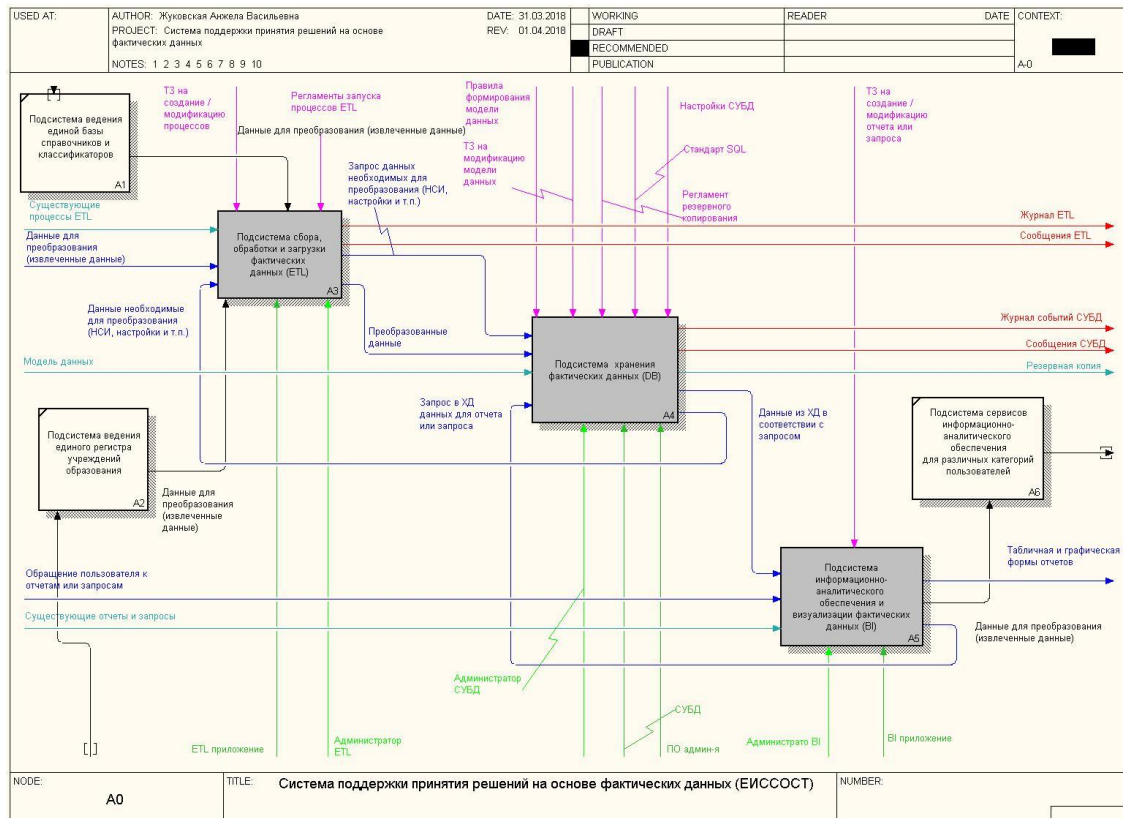 USED AT:
AUTHOR: Жуковская Анжела Васильевна
DATE: 31.03.2018
PROJECT: Система поддержки принятия решений на основе
фактических данных
REV: 01.04.2018
NOTES: 1 2 3 4 5 6 7 8 9 10
WORKING
DRAFT
RECOMMENDED
PUBLICATION
READER
DATE
CONTEXT:
A-0
Подсистема ведения
единой базы
справочников и
классификаторов
A1
ТЗ на
создание /
модификацию
процессов
Регламенты запуска
процессов ETL
Данные для преобразования (извлеченные данные)
Запрос данных
необходимых для
преобразования (НСИ,
настройки и т.п.)
Правила
формирования
модели
данных
ТЗ на
модификацию
модели
данных
Настройки СУБД
Стандарт SQL
Регламент
резервного
копирования
ТЗ на
создание /
модификацию
отчета или
запроса
Существующие
процессы ETL
Данные для
преобразования
(извлеченные данные)
Подсистема сбора,
обработки и загрузки
фактических
данных (ETL)
A3
Журнал ETL
Сообщения ETL
Данные необходимые
для преобразования
(НСИ, настройки и т.п.)
Преобразованные
данные
Модель данных
Подсистема хранения
фактических данных (DB)
A4
Журнал событий СУБД
Сообщения СУБД
Резервная копия
Запрос в ХД
данных для отчета
или запроса
Данные из ХД в
соответствии с
запросом
Подсистема ведения
единого регистра
учреждений
образования
A2
Данные для
преобразования
(извлеченные
данные)
Подсистема сервисов
информационно-
аналитического
обеспечения
для различных категорий
пользователей
A6
Обращение пользователя к
отчетам или запросам
Существующие отчеты и запросы
Подсистема
информационно-
аналитического
обеспечения и
визуализации фактических
данных (BI)
A5
Табличная и графическая
формы отчетов
Данные для преобразования
(извлеченные данные)
Администратор
СУБД
СУБД
ETL приложение
Администратор
ETL
ПО админ-я
Администрато BI
BI приложение
NODE:
A0
TITLE:
Система поддержки принятия решений на основе фактических данных (ЕИССОСТ)
NUMBER: